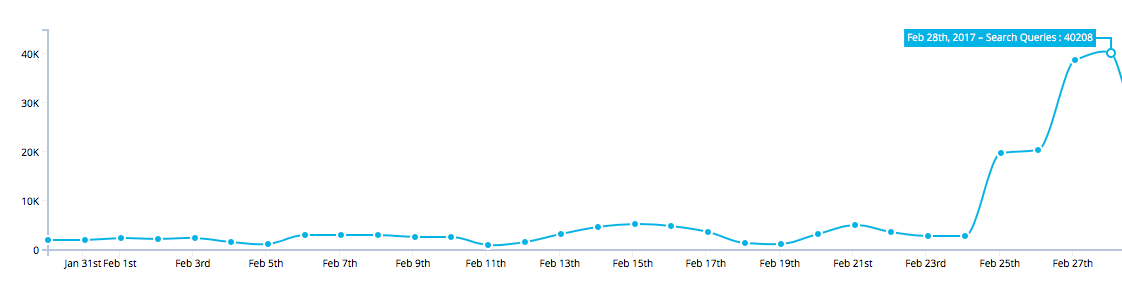 Feb 28th, 2017 – Search Queries : 40208
40K
30K
20K
10K
0
Jan 31st Feb 1st Feb 3rd Feb 5th Feb 7th Feb 9th Feb 11th Feb 13th Feb 15th Feb 17th Feb 19th Feb 21st Feb 23rd Feb 25th Feb 27th